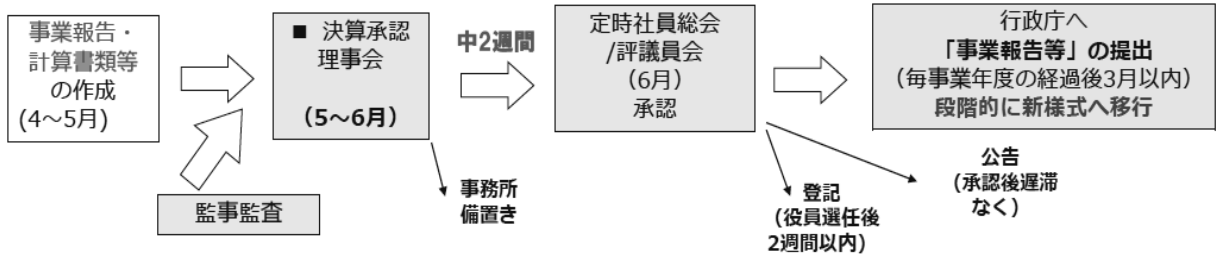 事業報告・
計算書類等
の作成
(4～5月)
監事監査
■ 決算承認
理事会
（5～6月）
事務所
備置き
中2週間
定時社員総会
/評議員会
（6月）
承認
登記
（役員選任後
2週間以内）
公告
（承認後遅滞
なく）
行政庁へ
「事業報告等」の提出
（毎事業年度の経過後3月以内）
段階的に新様式へ移行